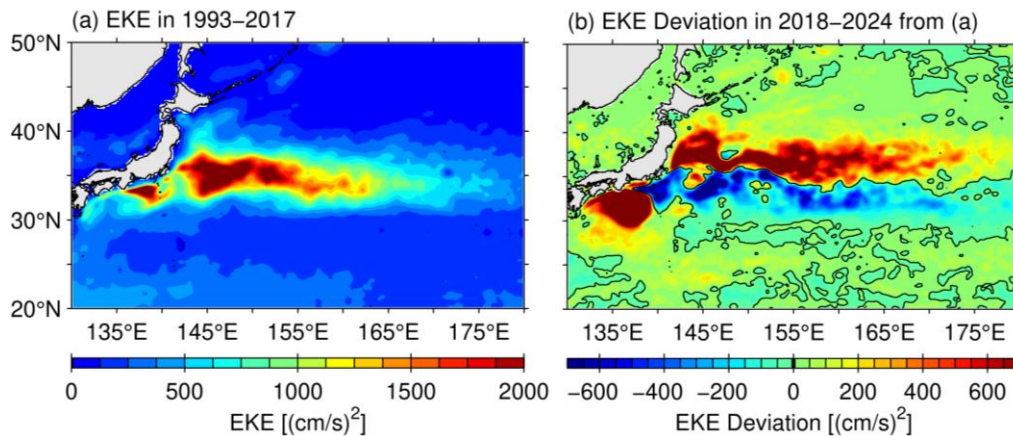 (a) EKE in 1993−2017
(b) EKE Deviation in 2018−2024 from (a)
50°N
40°N
30°N
20°N
135°E 145°E 155°E 165°E 175°E
135°E 145°E 155°E 165°E 175°E
0 500 1000 1500 2000
−600 −400 −200 0 200 400 600
EKE [(cm/s)²]
EKE Deviation [(cm/s)²]